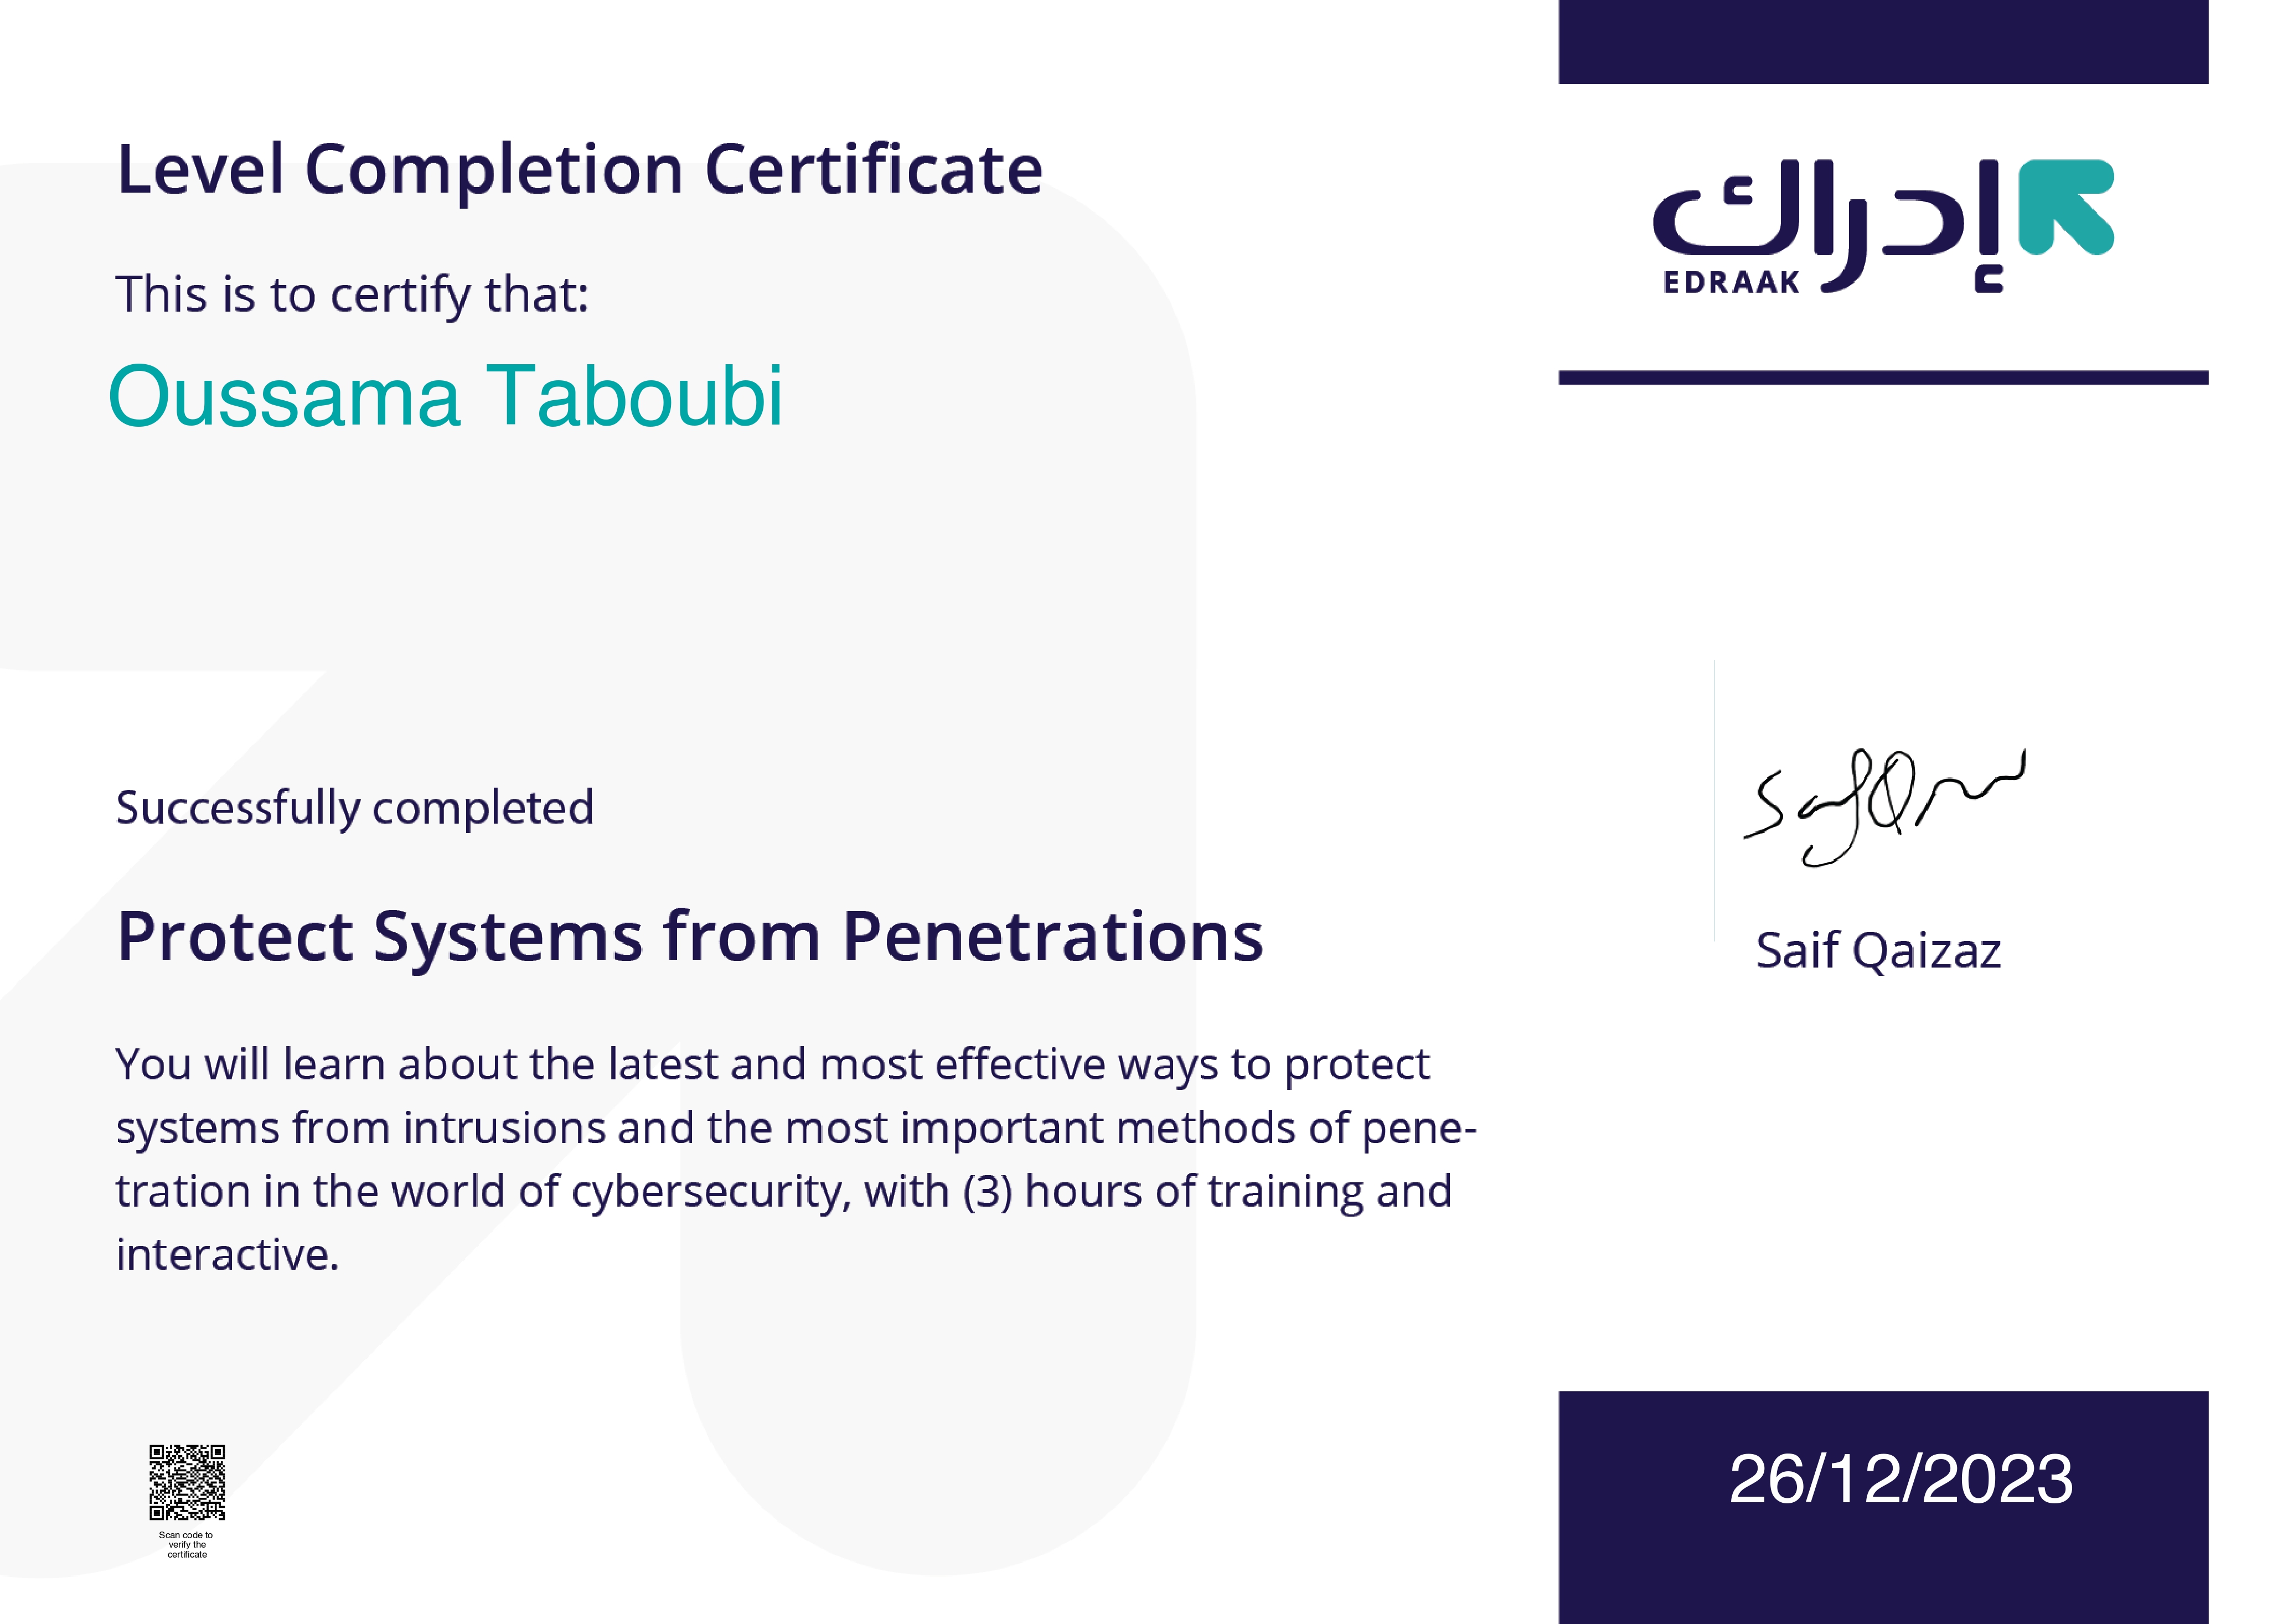 Level Completion Certificate
This is to certify that:
Oussama Taboubi
Successfully completed
Protect Systems from Penetrations
You will learn about the latest and most effective ways to protect
systems from intrusions and the most important methods of pene-
tration in the world of cybersecurity, with (3) hours of training and
interactive.
Scan code to
verify the
certificate
إدراك
EDRAAK
Saif Qaizaz
26/12/2023